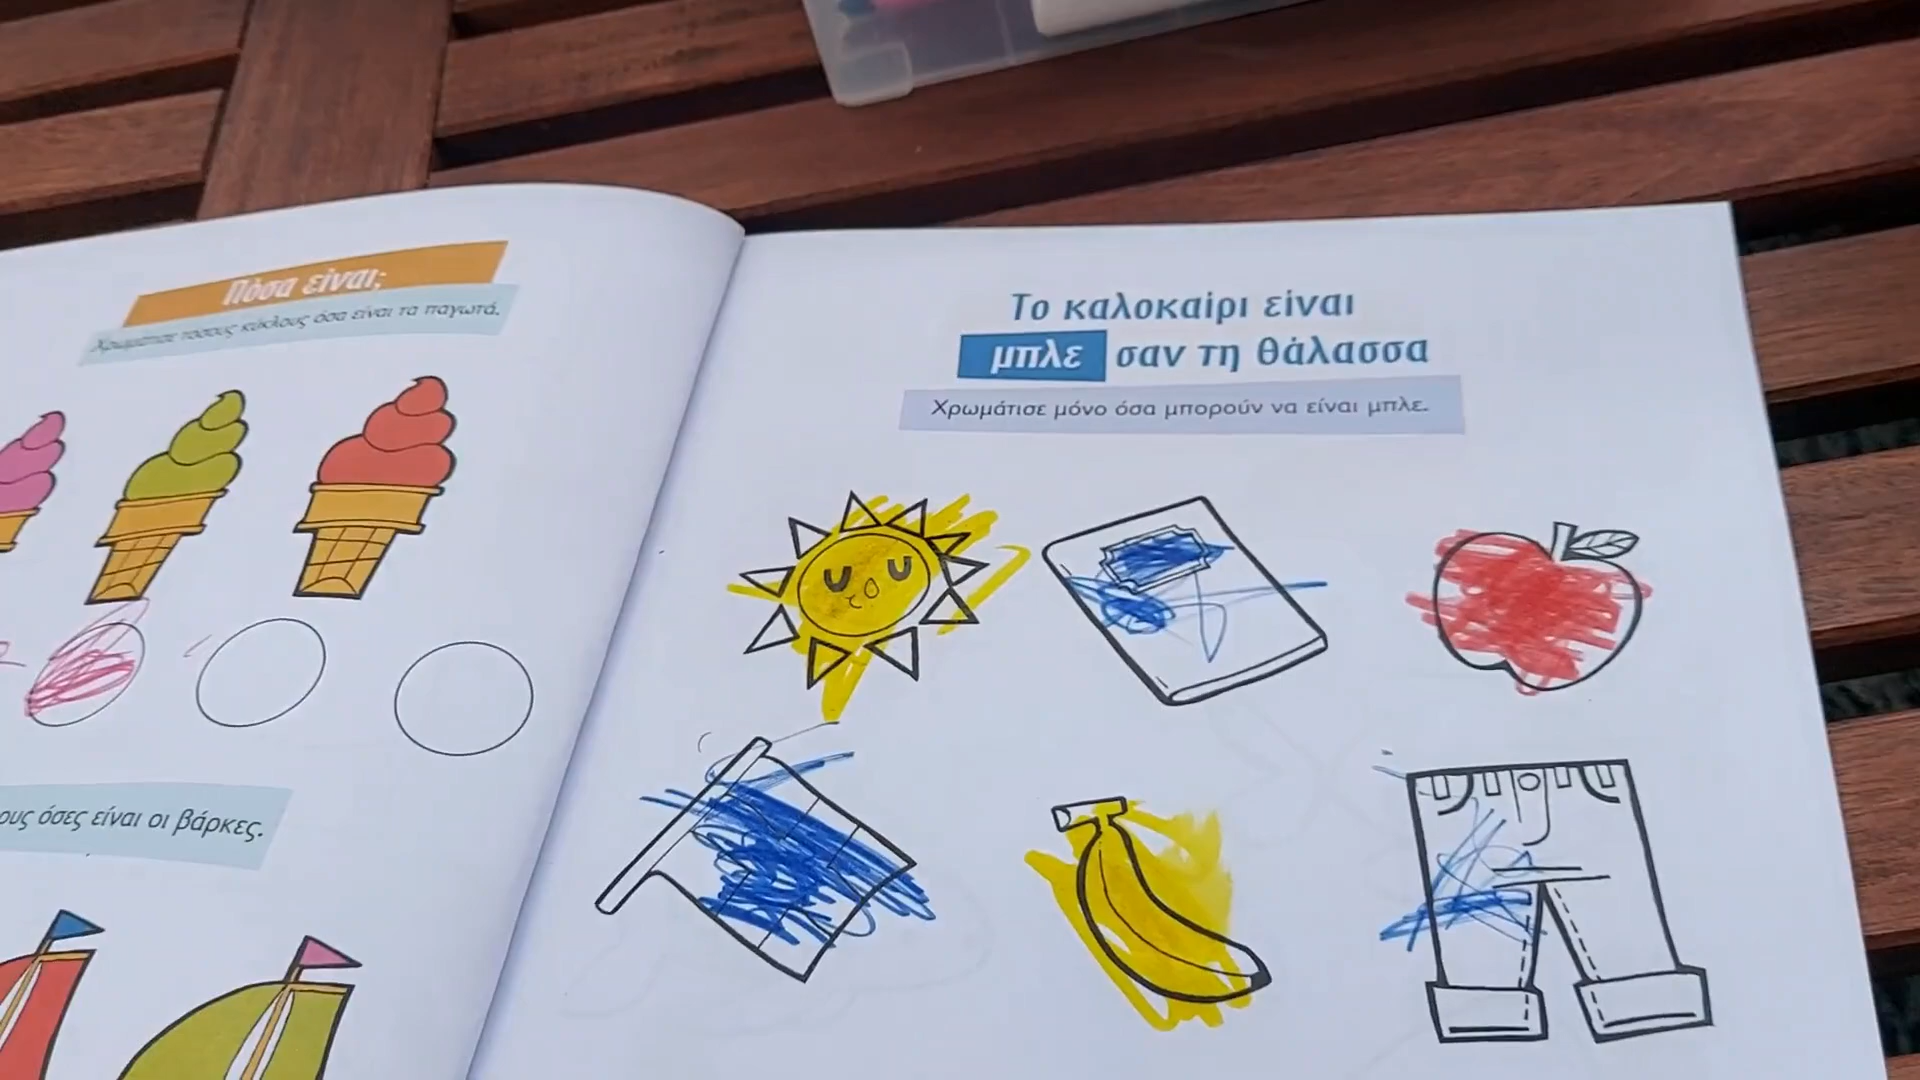 Πόσα είναι;
Χρωμάτισε τόσους κύκλους όσα είναι τα παγωτά.
όσες είναι οι βάρκες.
Το καλοκαίρι είναι
μπλε σαν τη θάλασσα
Χρωμάτισε μόνο όσα μπορούν να είναι μπλε.